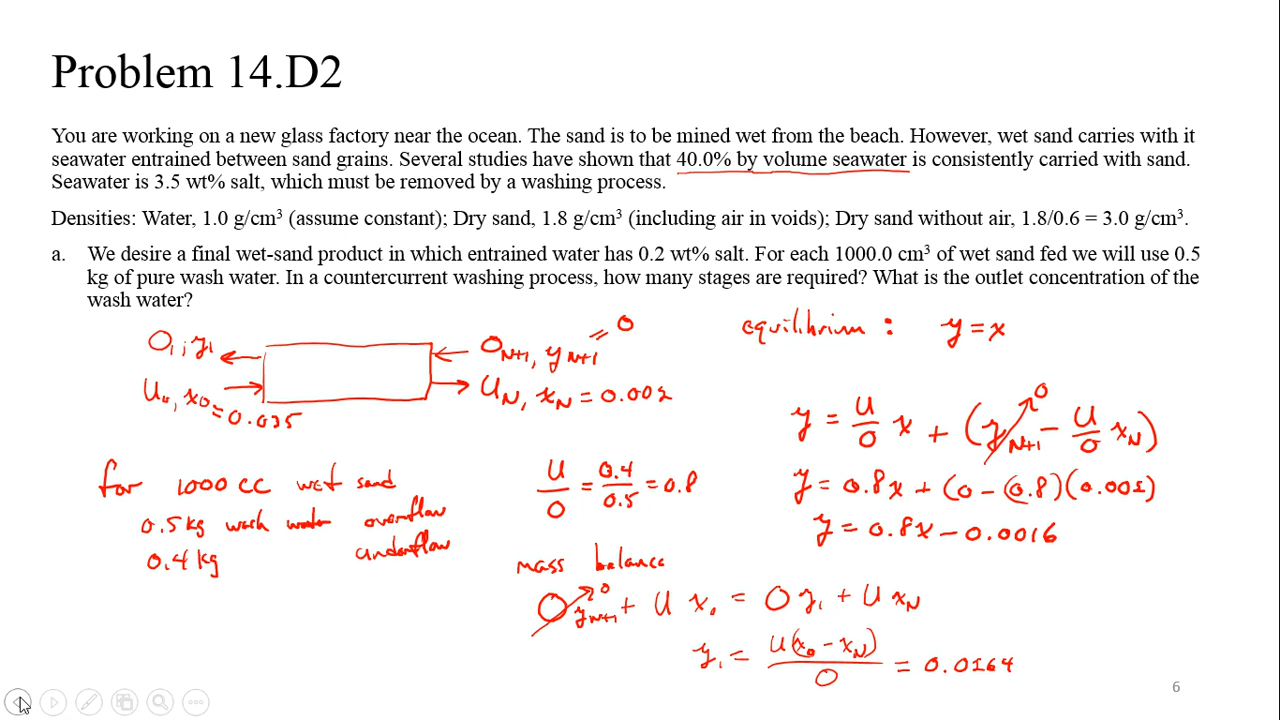 Problem 14.D2
You are working on a new glass factory near the ocean. The sand is to be mined wet from the beach. However, wet sand carries with it
seawater entrained between sand grains. Several studies have shown that 40.0% by volume seawater is consistently carried with sand.
Seawater is 3.5 wt% salt, which must be removed by a washing process.
Densities: Water, 1.0 g/cm³ (assume constant); Dry sand, 1.8 g/cm³ (including air in voids); Dry sand without air, 1.8/0.6 = 3.0 g/cm³.
a. We desire a final wet-sand product in which entrained water has 0.2 wt% salt. For each 1000.0 cm³ of wet sand fed we will use 0.5
kg of pure wash water. In a countercurrent washing process, how many stages are required? What is the outlet concentration of the
wash water?
equilibrium : y = x
O₁, y₁
O_N+1, y_N+1 = 0
U₀, x₀ = 0.035
U_N, x_N = 0.002
y = U/O x + (y_N+1 - U/O x_N)
0
for 1000 cc wet sand
0.5 kg wash water overflow
0.4 kg underflow
U/O = 0.4/0.5 = 0.8
y = 0.8x + (0 - (0.8)(0.002)
y = 0.8x - 0.0016
mass balance
O y_N+1 0 + U x₀ = O y₁ + U x_N
y₁ = U(x₀ - x_N)/O = 0.0264
6